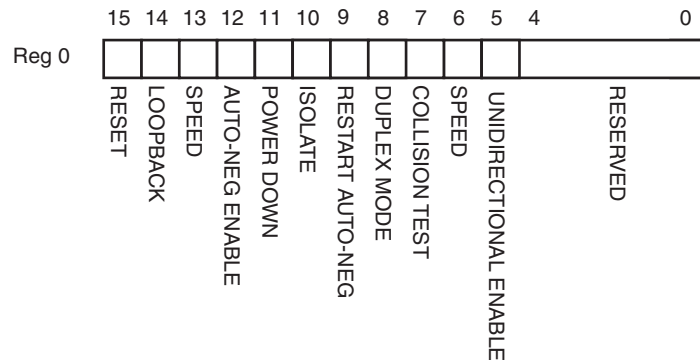 15 14 13 12 11 10 9 8 7 6 5 4 0
Reg 0
RESET
LOOPBACK
SPEED
AUTO-NEG ENABLE
POWER DOWN
ISOLATE
RESTART AUTO-NEG
DUPLEX MODE
COLLISION TEST
SPEED
UNIDIRECTIONAL ENABLE
RESERVED